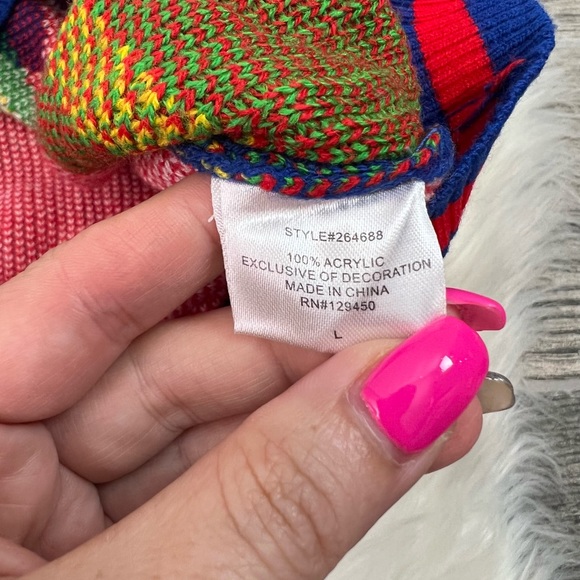 STYLE#264688
100% ACRYLIC
EXCLUSIVE OF DECORATION
MADE IN CHINA
RN#129450
L